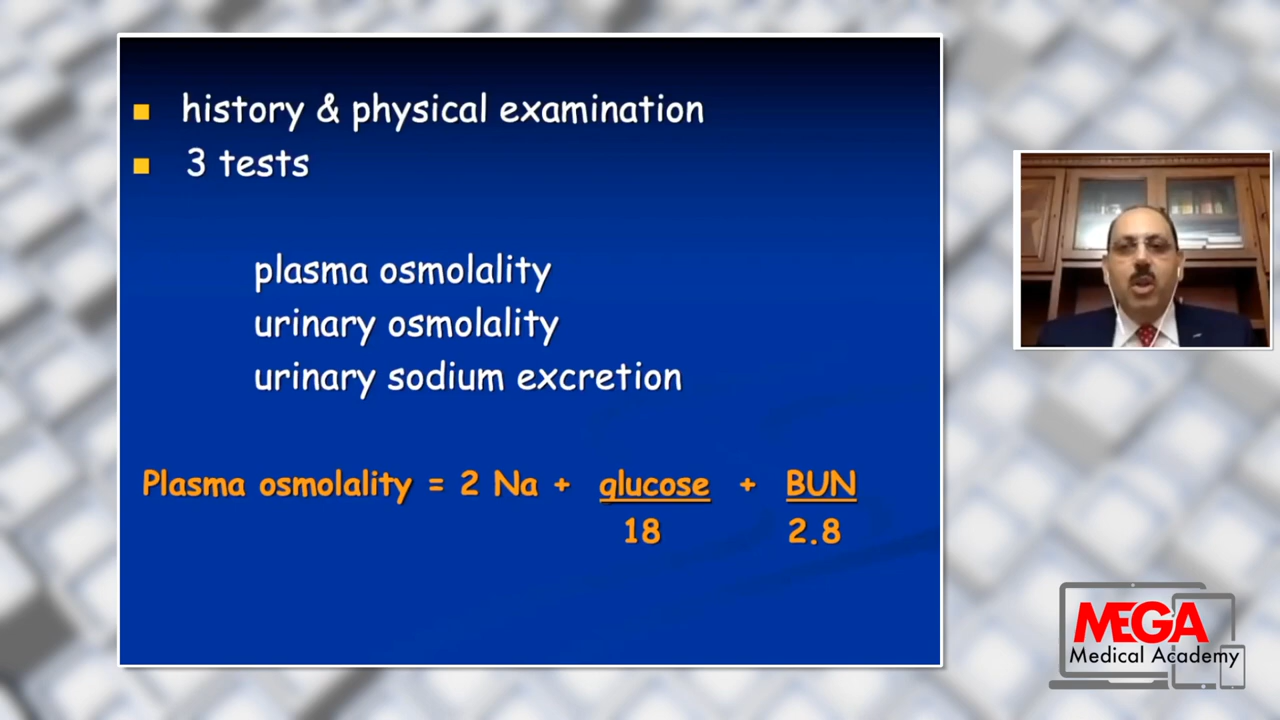 history & physical examination
3 tests
plasma osmolality
urinary osmolality
urinary sodium excretion
Plasma osmolality = 2 Na + glucose + BUN
18 2.8
MEGA
Medical Academy